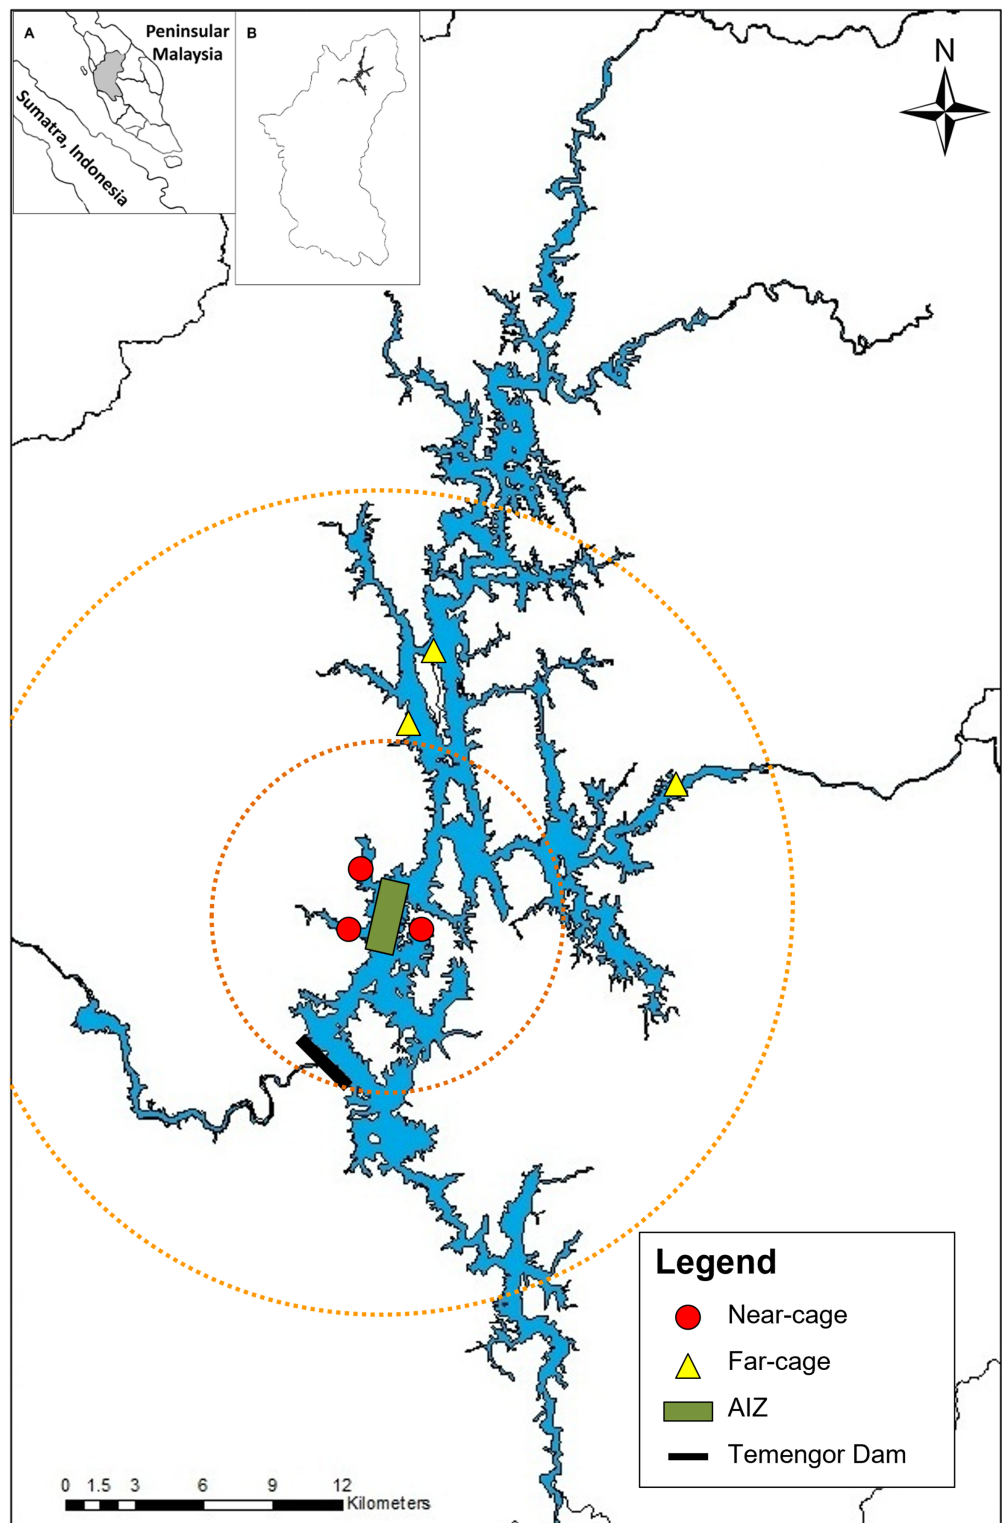 A
Peninsular
Malaysia
Sumatra, Indonesia
B
N
Legend
Near-cage
Far-cage
AIZ
Temengor Dam
0 1.5 3 6 9 12
Kilometers